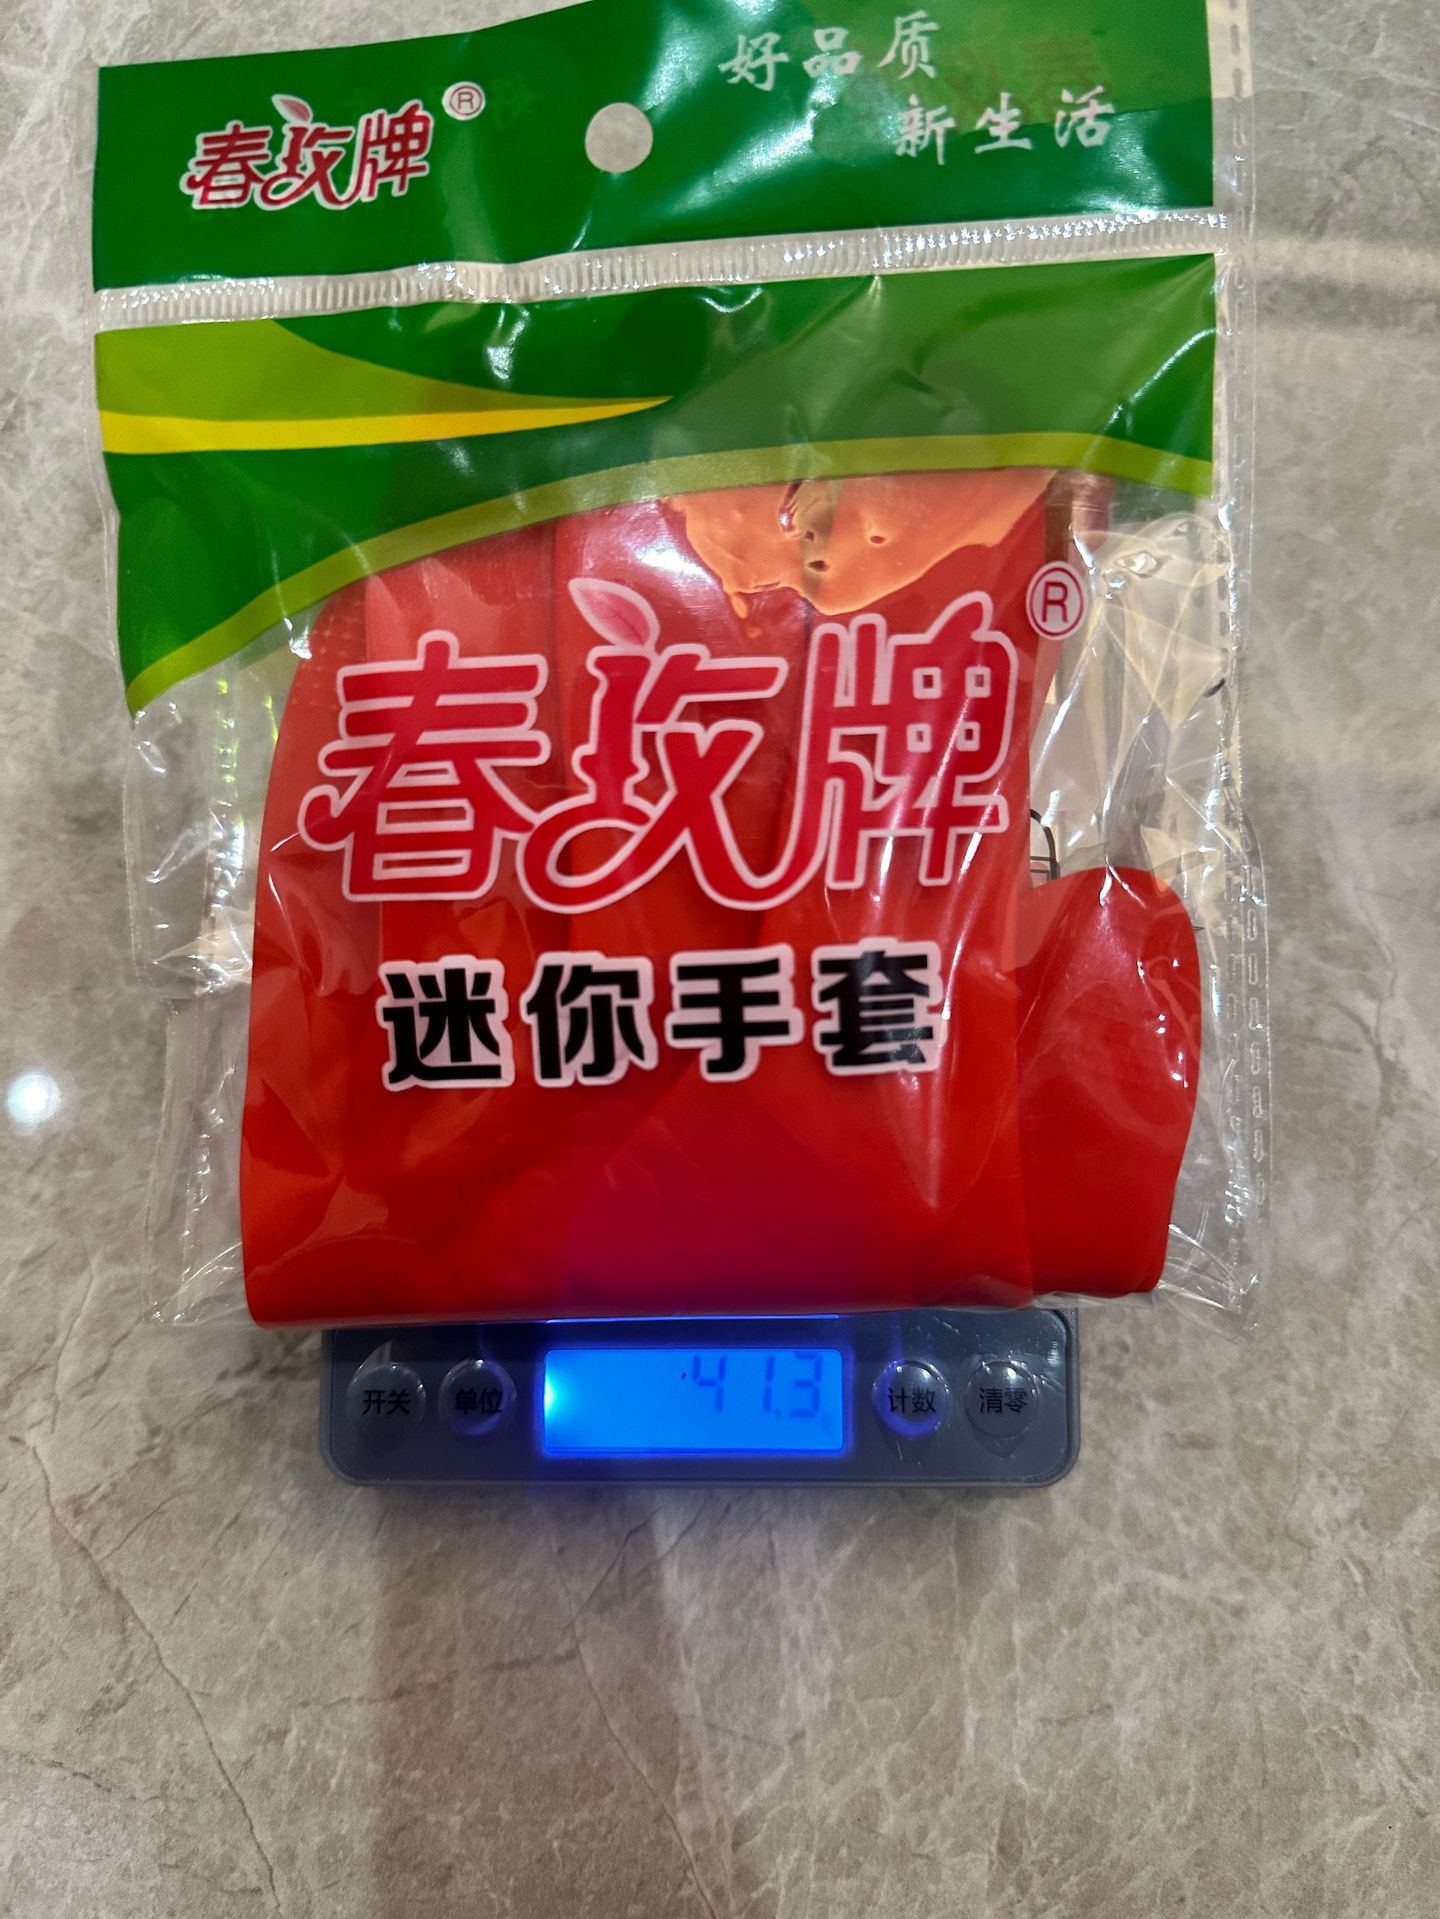 春玫牌®
好品质
新生活
春玫牌®
迷你手套
开关 单位 41.3 计数 清零